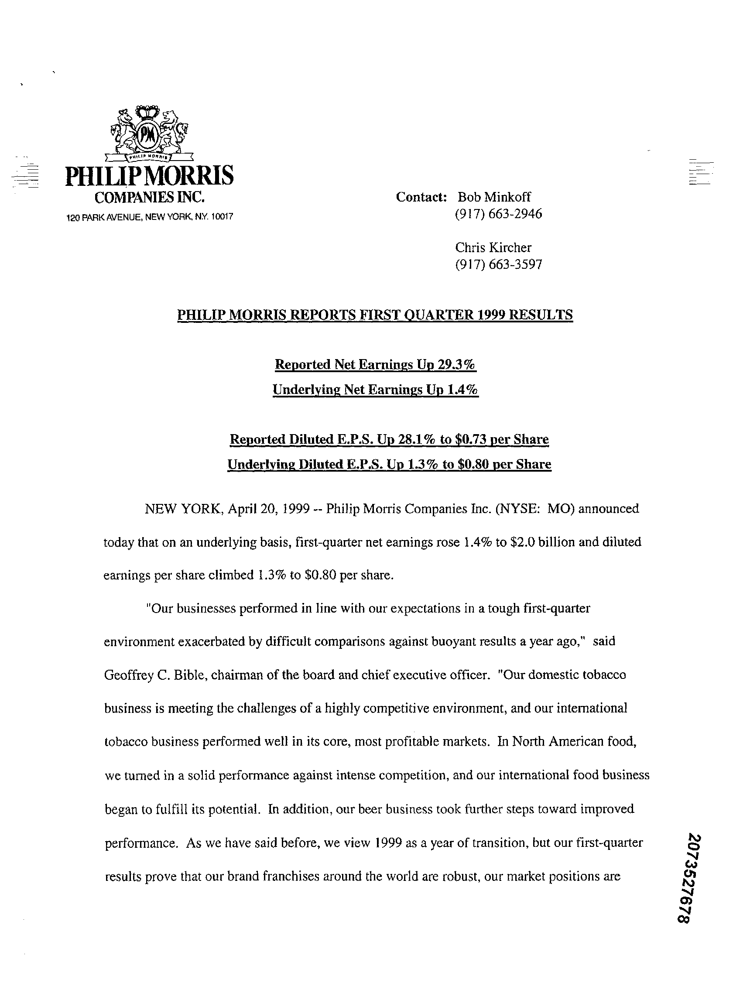 PM
PHILIP MORRIS
PHILIP MORRIS
COMPANIES INC.
120 PARK AVENUE, NEW YORK, N.Y. 10017
Contact: Bob Minkoff
(917) 663-2946
Chris Kircher
(917) 663-3597
PHILIP MORRIS REPORTS FIRST QUARTER 1999 RESULTS
Reported Net Earnings Up 29.3%
Underlying Net Earnings Up 1.4%
Reported Diluted E.P.S. Up 28.1% to $0.73 per Share
Underlying Diluted E.P.S. Up 1.3% to $0.80 per Share
NEW YORK, April 20, 1999 -- Philip Morris Companies Inc. (NYSE: MO) announced
today that on an underlying basis, first-quarter net earnings rose 1.4% to $2.0 billion and diluted
earnings per share climbed 1.3% to $0.80 per share.
"Our businesses performed in line with our expectations in a tough first-quarter
environment exacerbated by difficult comparisons against buoyant results a year ago," said
Geoffrey C. Bible, chairman of the board and chief executive officer. "Our domestic tobacco
business is meeting the challenges of a highly competitive environment, and our international
tobacco business performed well in its core, most profitable markets. In North American food,
we turned in a solid performance against intense competition, and our international food business
began to fulfill its potential. In addition, our beer business took further steps toward improved
performance. As we have said before, we view 1999 as a year of transition, but our first-quarter
results prove that our brand franchises around the world are robust, our market positions are
2073527678